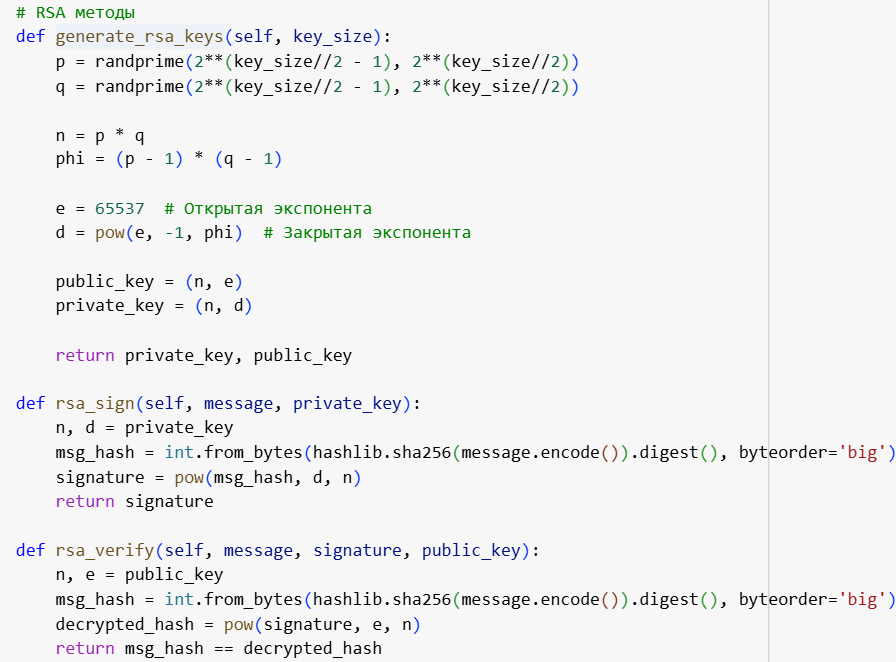 # RSA методы
def generate_rsa_keys(self, key_size):
    p = randprime(2**(key_size//2 - 1), 2**(key_size//2))
    q = randprime(2**(key_size//2 - 1), 2**(key_size//2))

    n = p * q
    phi = (p - 1) * (q - 1)

    e = 65537  # Открытая экспонента
    d = pow(e, -1, phi)  # Закрытая экспонента

    public_key = (n, e)
    private_key = (n, d)

    return private_key, public_key

def rsa_sign(self, message, private_key):
    n, d = private_key
    msg_hash = int.from_bytes(hashlib.sha256(message.encode()).digest(), byteorder='big')
    signature = pow(msg_hash, d, n)
    return signature

def rsa_verify(self, message, signature, public_key):
    n, e = public_key
    msg_hash = int.from_bytes(hashlib.sha256(message.encode()).digest(), byteorder='big')
    decrypted_hash = pow(signature, e, n)
    return msg_hash == decrypted_hash